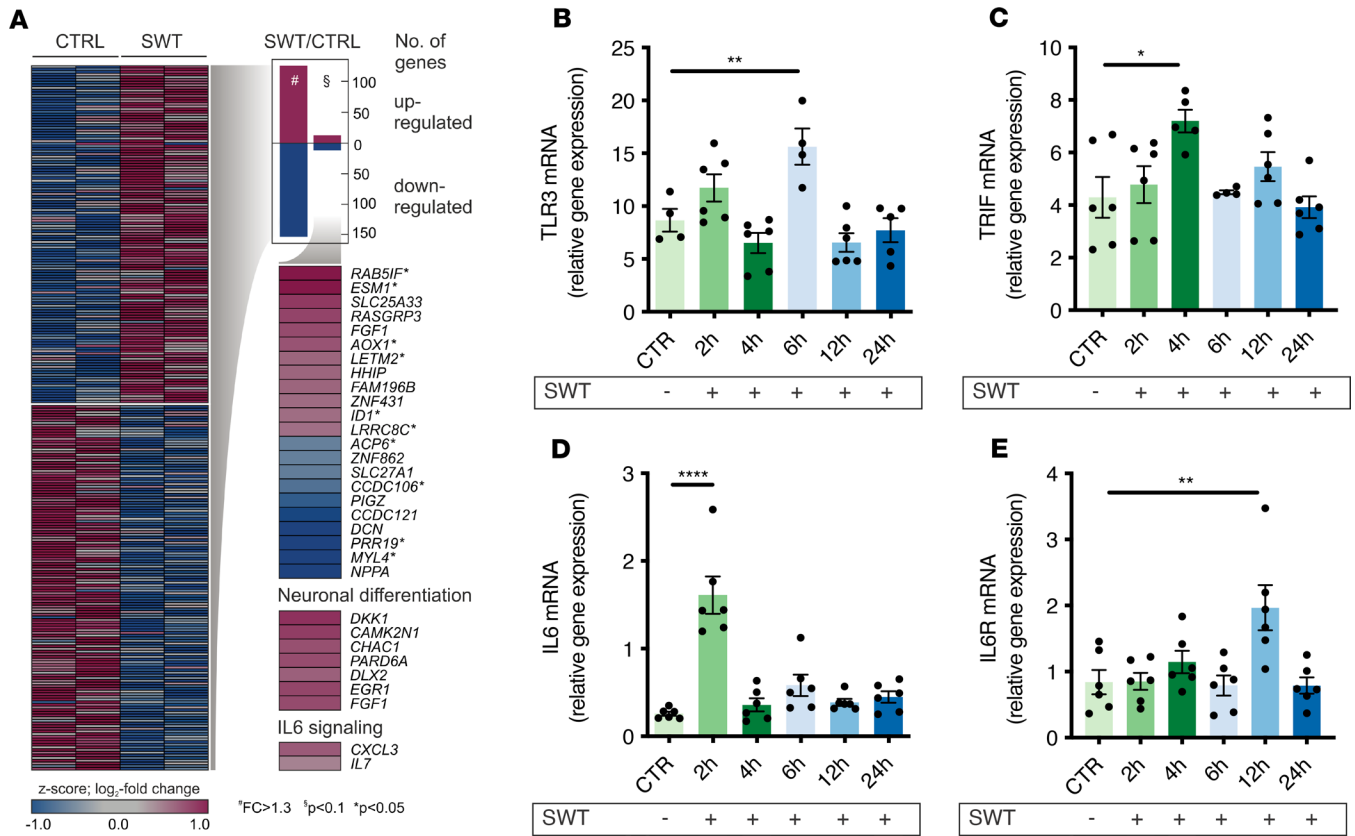 A
CTRL SWT
SWT/CTRL
No. of
genes
#
§
100
50
0
50
100
150
up-
regulated
down-
regulated
RAB5IF*
ESM1*
SLC25A33
RASGRP3
FGF1
AOX1*
LETM2*
HHIP
FAM196B
ZNF431
ID1*
LRRC8C*
ACP6*
ZNF862
SLC27A1
CCDC106*
PIGZ
CCDC121
DCN
PRR19*
MYL4*
NPPA
Neuronal differentiation
DKK1
CAMK2N1
CHAC1
PARD6A
DLX2
EGR1
FGF1
IL6 signaling
CXCL3
IL7
z-score; log₂-fold change
-1.0 0.0 1.0
#FC>1.3 §p<0.1 *p<0.05
B
TLR3 mRNA
(relative gene expression)
25
20
15
10
5
0
**
CTR 2h 4h 6h 12h 24h
SWT - + + + + +
C
TRIF mRNA
(relative gene expression)
10
8
6
4
2
0
*
CTR 2h 4h 6h 12h 24h
SWT - + + + + +
D
IL6 mRNA
(relative gene expression)
3
2
1
0
****
CTR 2h 4h 6h 12h 24h
SWT - + + + + +
E
IL6R mRNA
(relative gene expression)
4
3
2
1
0
**
CTR 2h 4h 6h 12h 24h
SWT - + + + + +